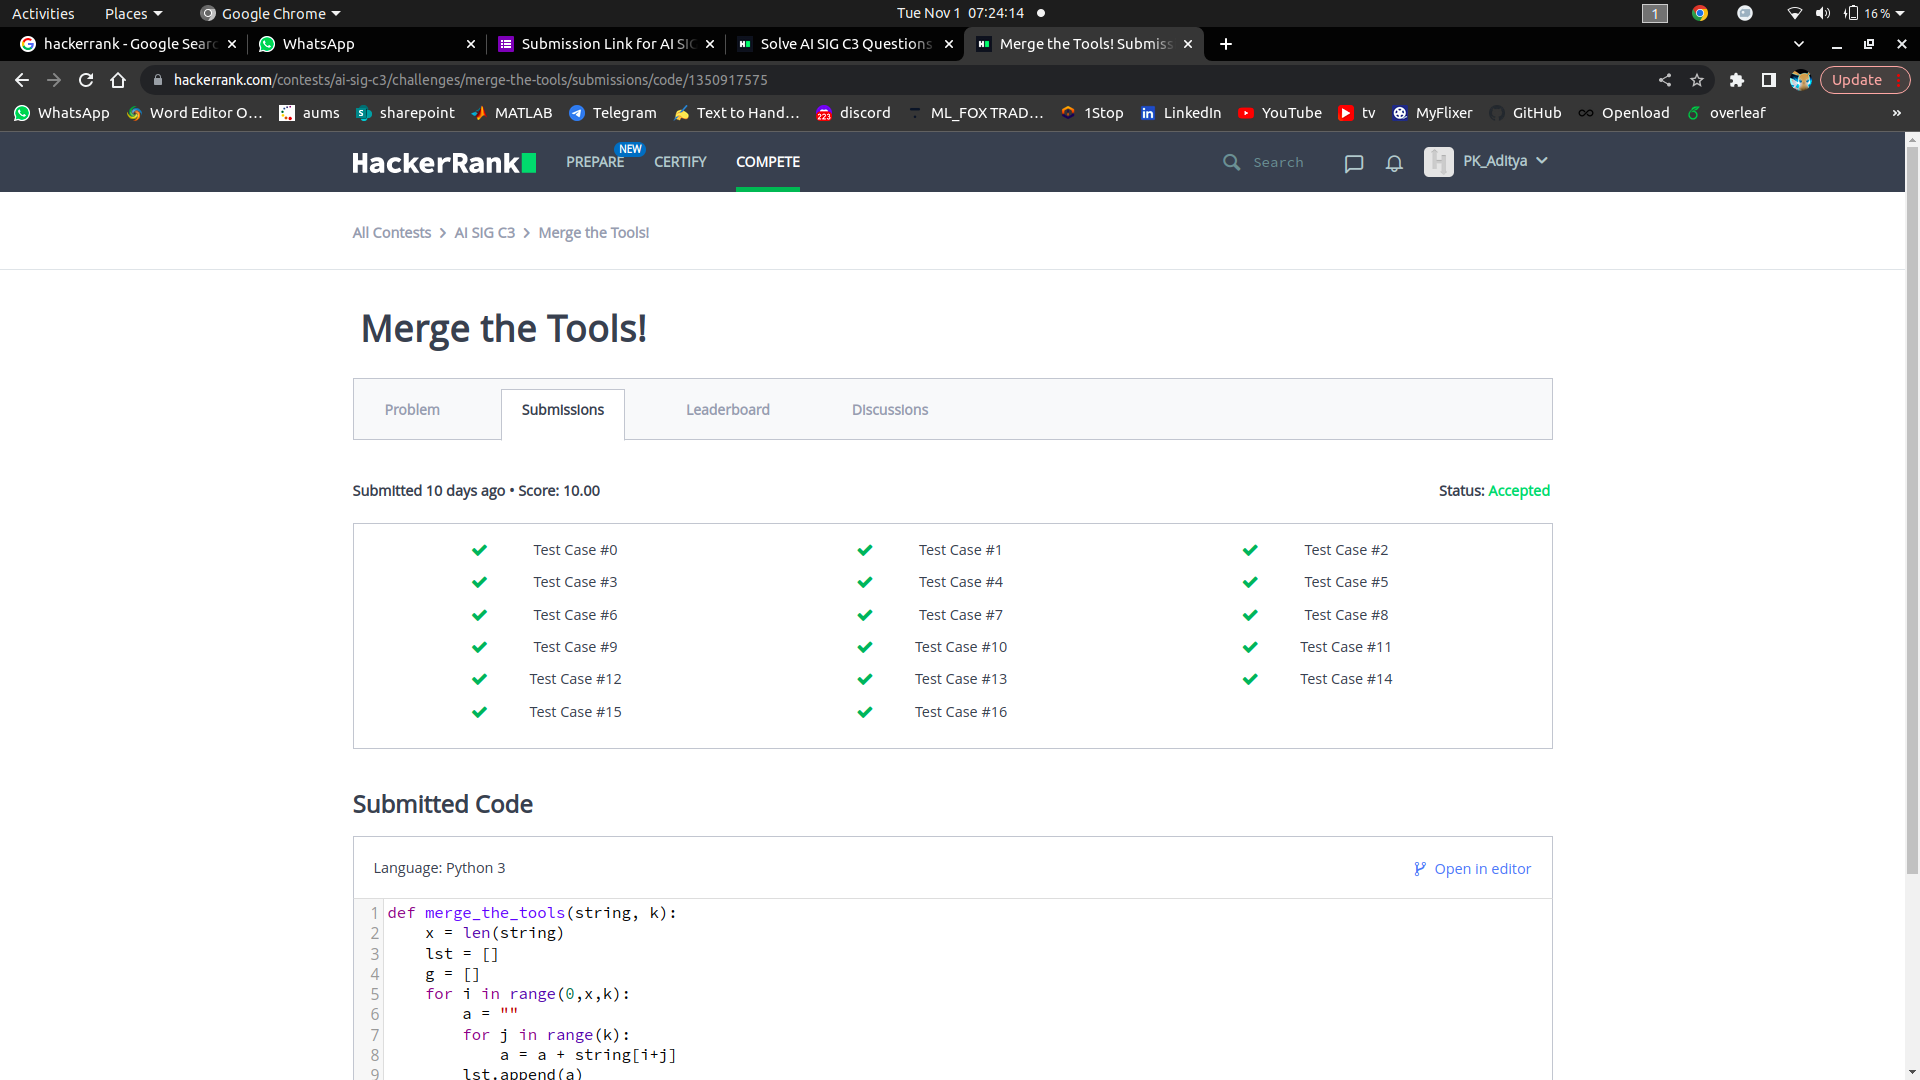 Activities Places Google Chrome Tue Nov 1 07:24:14 1 16 %
hackerrank - Google Searc WhatsApp Submission Link for AI SIG Solve AI SIG C3 Questions Merge the Tools! Submiss
hackerrank.com/contests/ai-sig-c3/challenges/merge-the-tools/submissions/code/1350917575 Update
WhatsApp Word Editor O… aums sharepoint MATLAB Telegram Text to Hand… 223 discord ML_FOX TRAD… 1Stop LinkedIn YouTube tv MyFlixer GitHub Openload overleaf »
HackerRank PREPARE NEW CERTIFY COMPETE Search PK_Aditya
All Contests > AI SIG C3 > Merge the Tools!
Merge the Tools!
Problem Submissions Leaderboard Discussions
Submitted 10 days ago • Score: 10.00 Status: Accepted
Test Case #0 Test Case #1 Test Case #2
Test Case #3 Test Case #4 Test Case #5
Test Case #6 Test Case #7 Test Case #8
Test Case #9 Test Case #10 Test Case #11
Test Case #12 Test Case #13 Test Case #14
Test Case #15 Test Case #16
Submitted Code
Language: Python 3 Open in editor
1 def merge_the_tools(string, k):
2 x = len(string)
3 lst = []
4 g = []
5 for i in range(0,x,k):
6 a = ""
7 for j in range(k):
8 a = a + string[i+j]
9 lst.append(a)